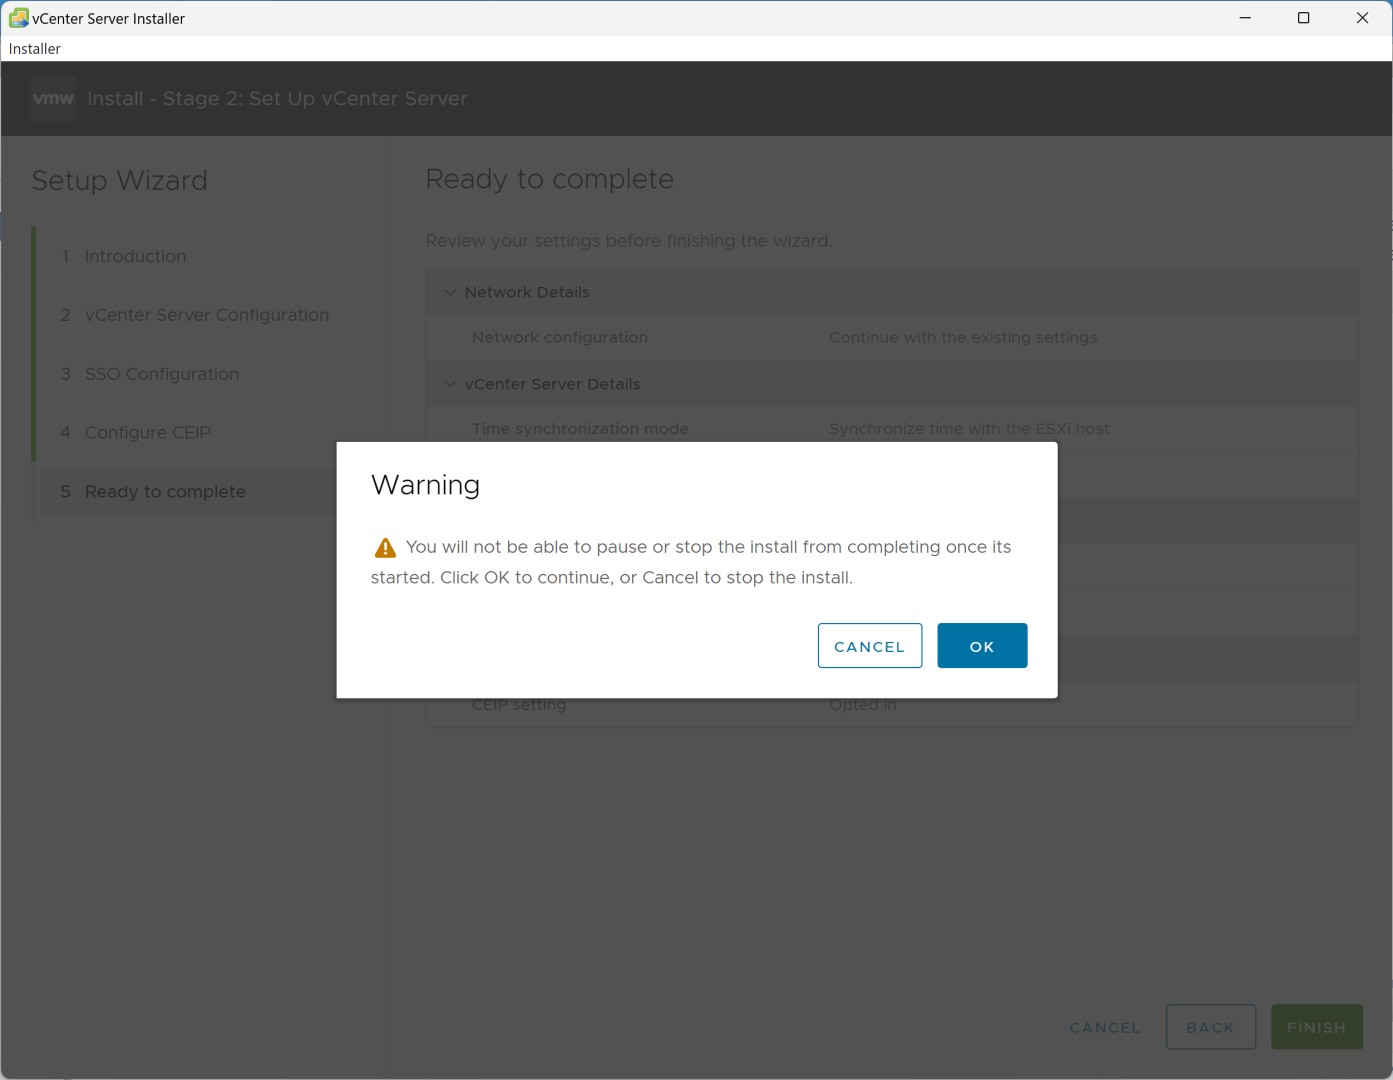 vCenter Server Installer
Installer
vmw Install - Stage 2: Set Up vCenter Server
Setup Wizard
1 Introduction
2 vCenter Server Configuration
3 SSO Configuration
4 Configure CEIP
5 Ready to complete
Ready to complete
Review your settings before finishing the wizard.
Network Details
Network configuration Continue with the existing settings
vCenter Server Details
Time synchronization mode Synchronize time with the ESXi host
Warning
You will not be able to pause or stop the install from completing once its
started. Click OK to continue, or Cancel to stop the install.
CANCEL OK
CEIP setting Opted in
CANCEL BACK FINISH